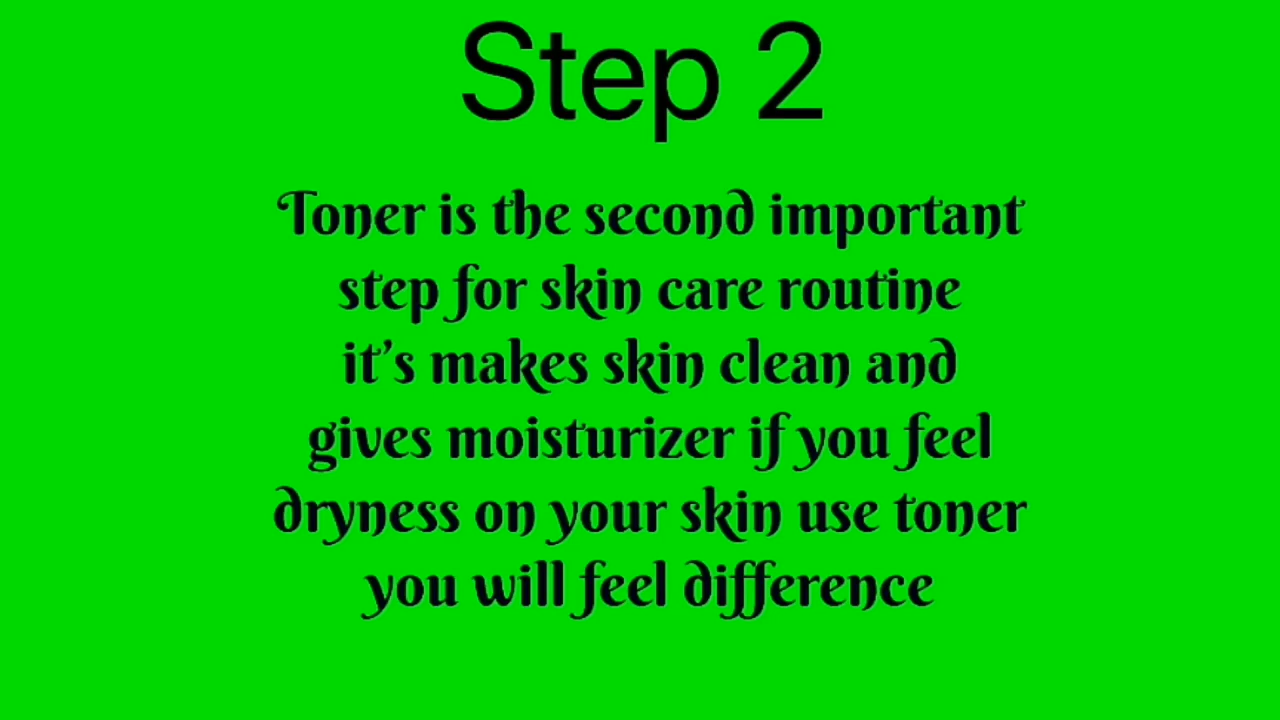 Step 2
Toner is the second important
step for skin care routine
it’s makes skin clean and
gives moisturizer if you feel
dryness on your skin use toner
you will feel difference